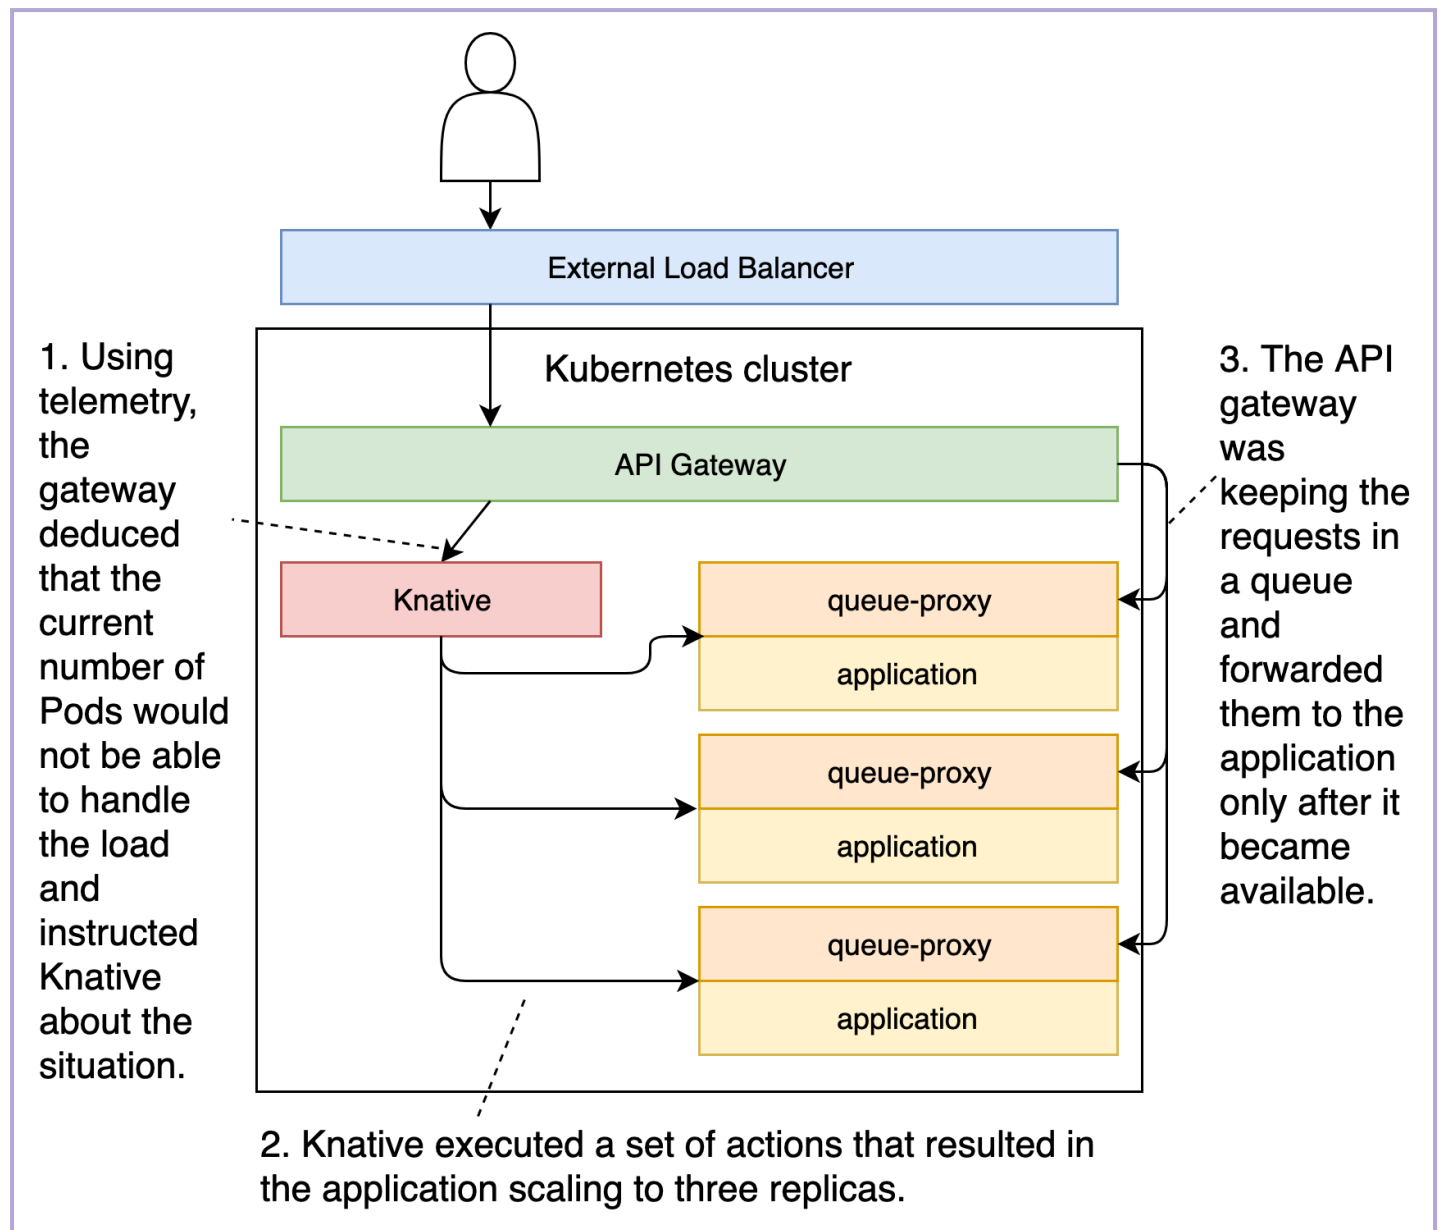 External Load Balancer
Kubernetes cluster
API Gateway
Knative
queue-proxy
application
queue-proxy
application
queue-proxy
application
1. Using
telemetry,
the
gateway
deduced
that the
current
number of
Pods would
not be able
to handle
the load
and
instructed
Knative
about the
situation.
2. Knative executed a set of actions that resulted in
the application scaling to three replicas.
3. The API
gateway
was
keeping the
requests in
a queue
and
forwarded
them to the
application
only after it
became
available.